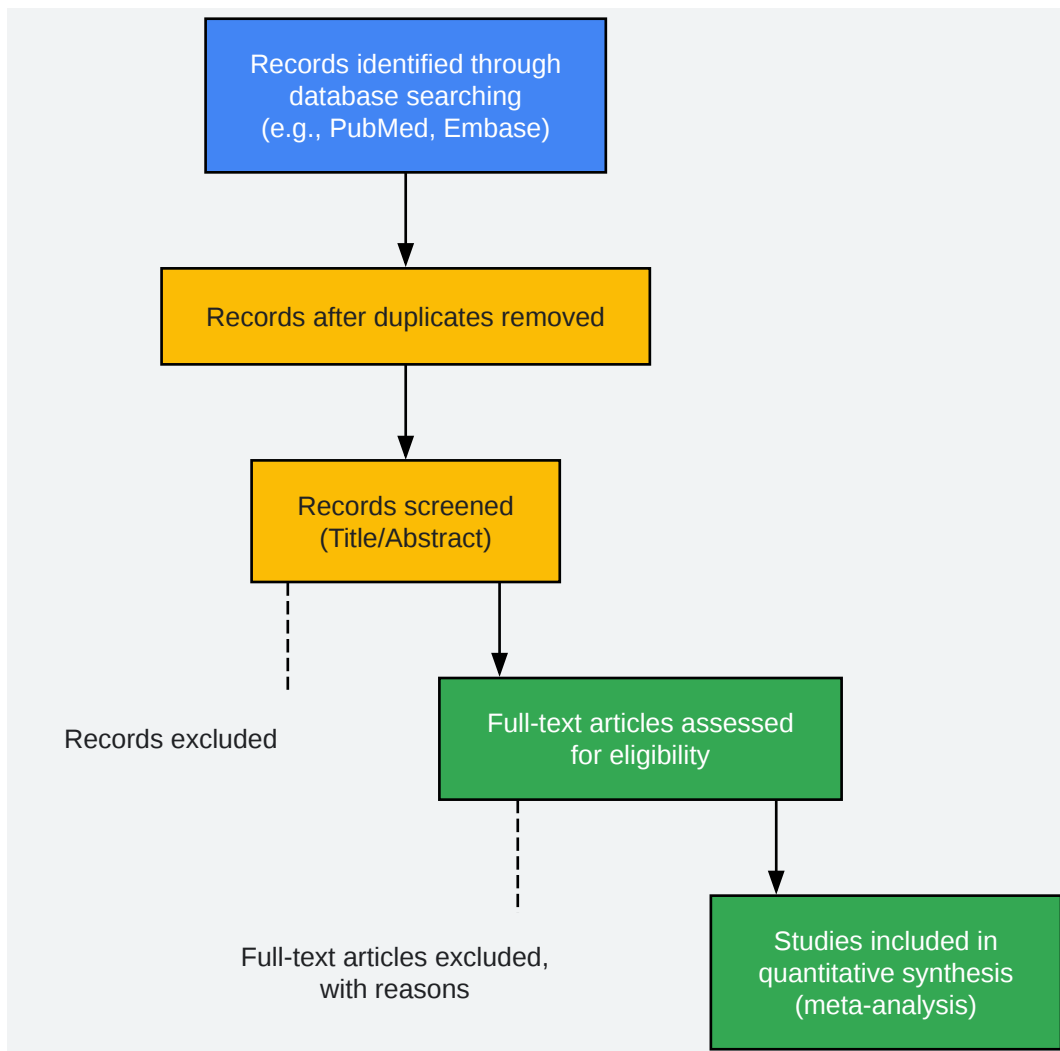 Records identified through
database searching
(e.g., PubMed, Embase)
Records after duplicates removed
Records screened
(Title/Abstract)
Records excluded
Full-text articles assessed
for eligibility
Full-text articles excluded,
with reasons
Studies included in
quantitative synthesis
(meta-analysis)